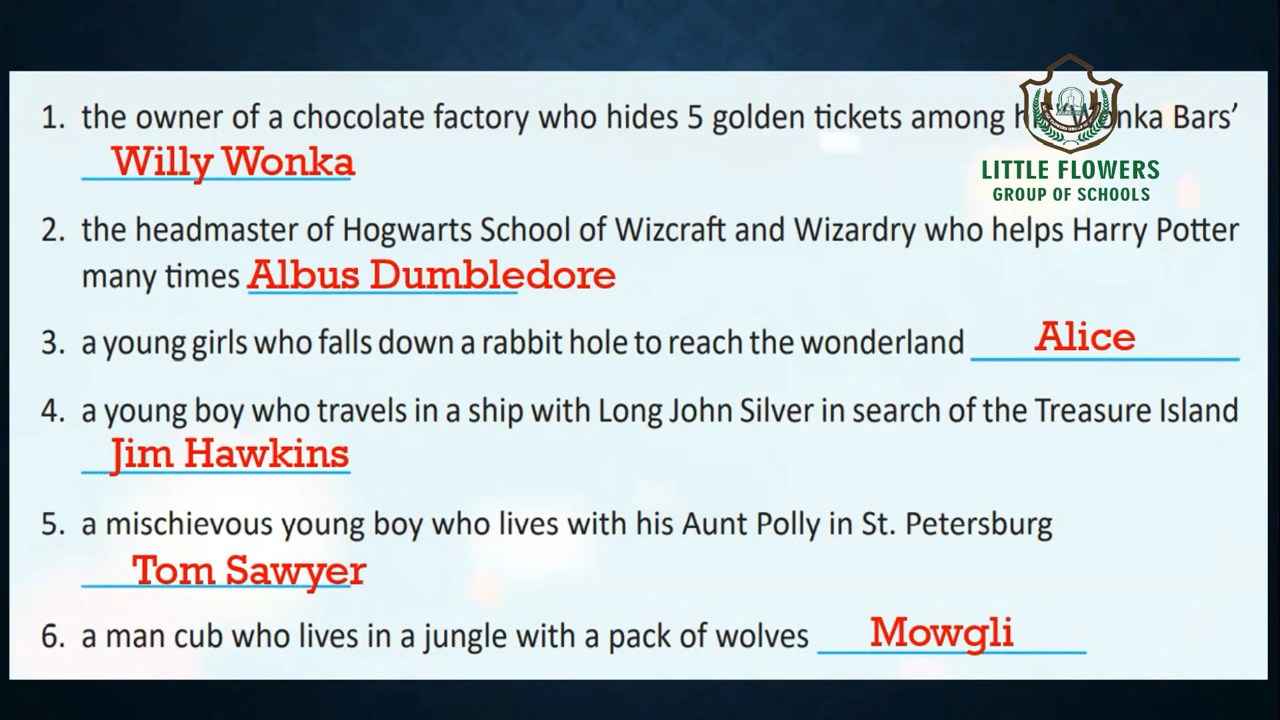 1. the owner of a chocolate factory who hides 5 golden tickets among Bars’
Willy Wonka
LITTLE FLOWERS
GROUP OF SCHOOLS
2. the headmaster of Hogwarts School of Wizcraft and Wizardry who helps Harry Potter
many times Albus Dumbledore
3. a young girls who falls down a rabbit hole to reach the wonderland Alice
4. a young boy who travels in a ship with Long John Silver in search of the Treasure Island
Jim Hawkins
5. a mischievous young boy who lives with his Aunt Polly in St. Petersburg
Tom Sawyer
6. a man cub who lives in a jungle with a pack of wolves Mowgli